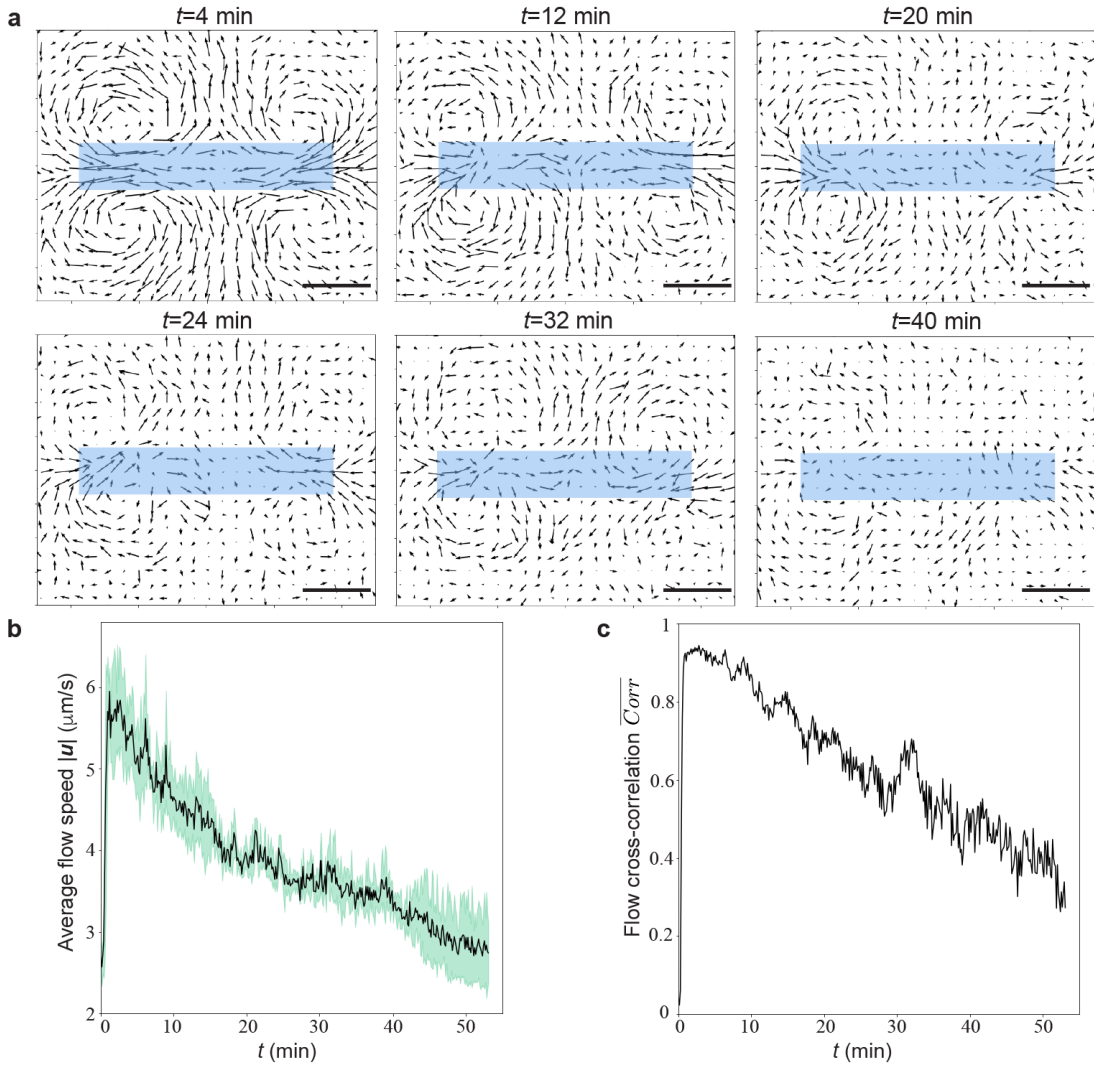 a
t=4 min
t=12 min
t=20 min
t=24 min
t=32 min
t=40 min
b
Average flow speed |u| (μm/s)
6
5
4
3
2
0
10
20
30
40
50
t (min)
c
Flow cross-correlation Corr
1
0.8
0.6
0.4
0.2
0
0
10
20
30
40
50
t (min)